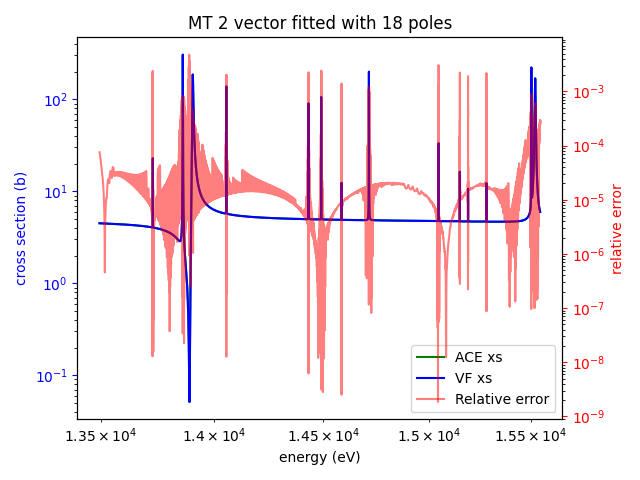 MT 2 vector fitted with 18 poles
10²
10¹
10⁰
10⁻¹
cross section (b)
10⁻³
10⁻⁴
10⁻⁵
10⁻⁶
10⁻⁷
10⁻⁸
10⁻⁹
relative error
ACE xs
VF xs
Relative error
1.35 × 10⁴ 1.4 × 10⁴ 1.45 × 10⁴ 1.5 × 10⁴ 1.55 × 10⁴
energy (eV)